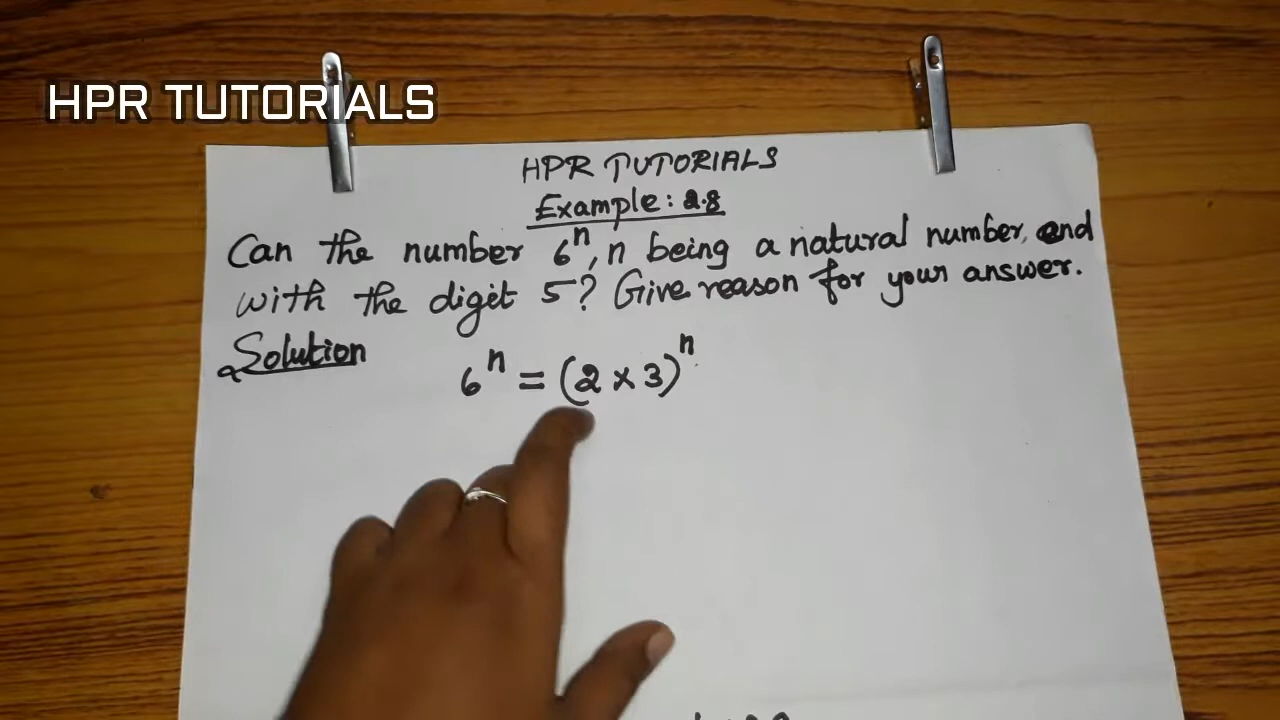 HPR TUTORIALS
HPR TUTORIALS
Example: 2.8
Can the number 6ⁿ, n being a natural number, end
with the digit 5? Give reason for your answer.
Solution
6ⁿ = (2 × 3)ⁿ